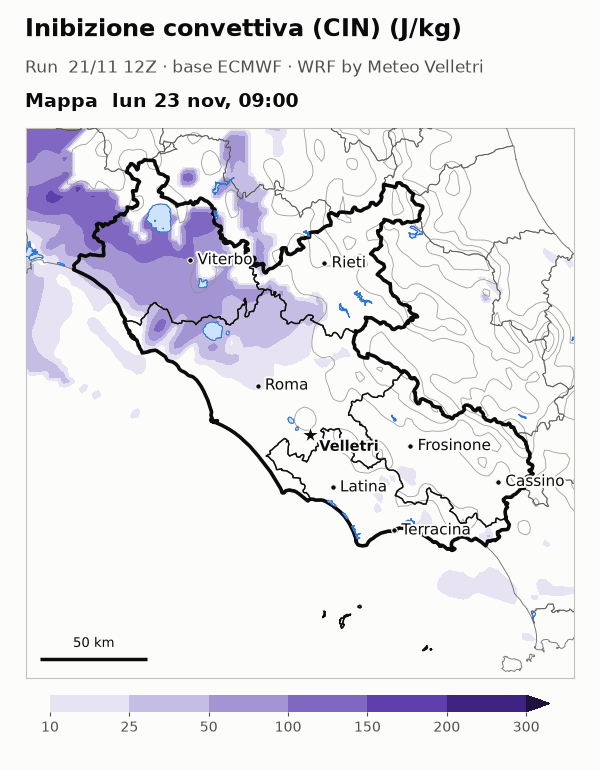 Inibizione convettiva (CIN) (J/kg)
Run  21/11 12Z · base ECMWF · WRF by Meteo Velletri
Mappa  lun 23 nov, 09:00
Viterbo
Rieti
Roma
Velletri
Frosinone
Cassino
Latina
Terracina
50 km
10 25 50 100 150 200 300